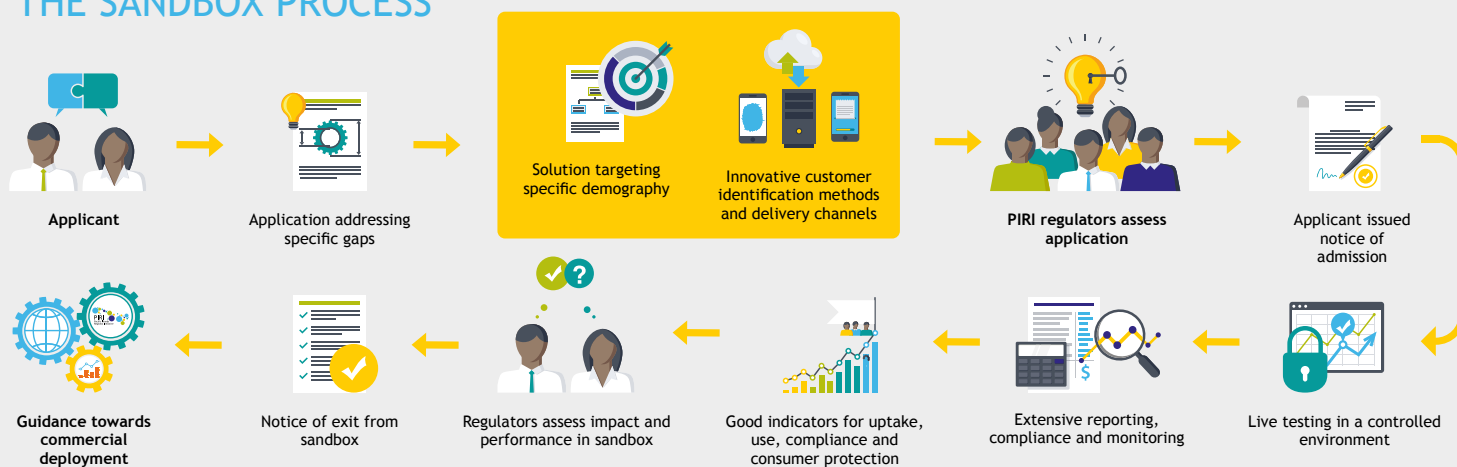 THE SANDBOX PROCESS
Applicant
Application addressing
specific gaps
Solution targeting
specific demography
Innovative customer
identification methods
and delivery channels
PIRI regulators assess
application
Applicant issued
notice of
admission
Live testing in a controlled
environment
$
Extensive reporting,
compliance and monitoring
Good indicators for uptake,
use, compliance and
consumer protection
?
Regulators assess impact and
performance in sandbox
Notice of exit from
sandbox
PIRI
Guidance towards
commercial
deployment